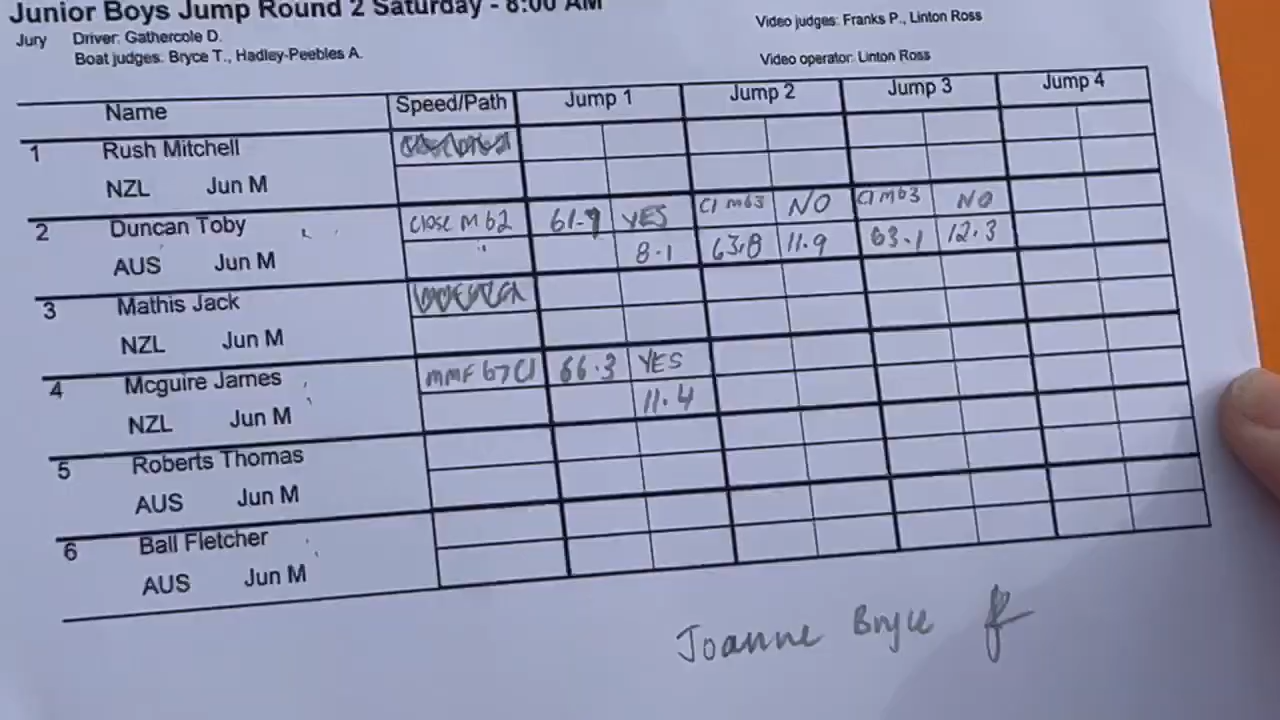 Junior Boys Jump Round 2 Saturday - 8:00 AM
Jury Driver: Gathercole D. Video judges: Franks P., Linton Ross
Boat judges: Bryce T., Hadley-Peebles A. Video operator: Linton Ross
Name Speed/Path Jump 1 Jump 2 Jump 3 Jump 4
1 Rush Mitchell
NZL Jun M
2 Duncan Toby Close M 62 61.9 YES Cl M63 NO Cl M63 NO
AUS Jun M 8.1 63.8 11.9 63.1 12.3
3 Mathis Jack
NZL Jun M
4 Mcguire James MMF 67 Cl 66.3 YES
NZL Jun M 11.4
5 Roberts Thomas
AUS Jun M
6 Ball Fletcher
AUS Jun M
Joanne Bryce